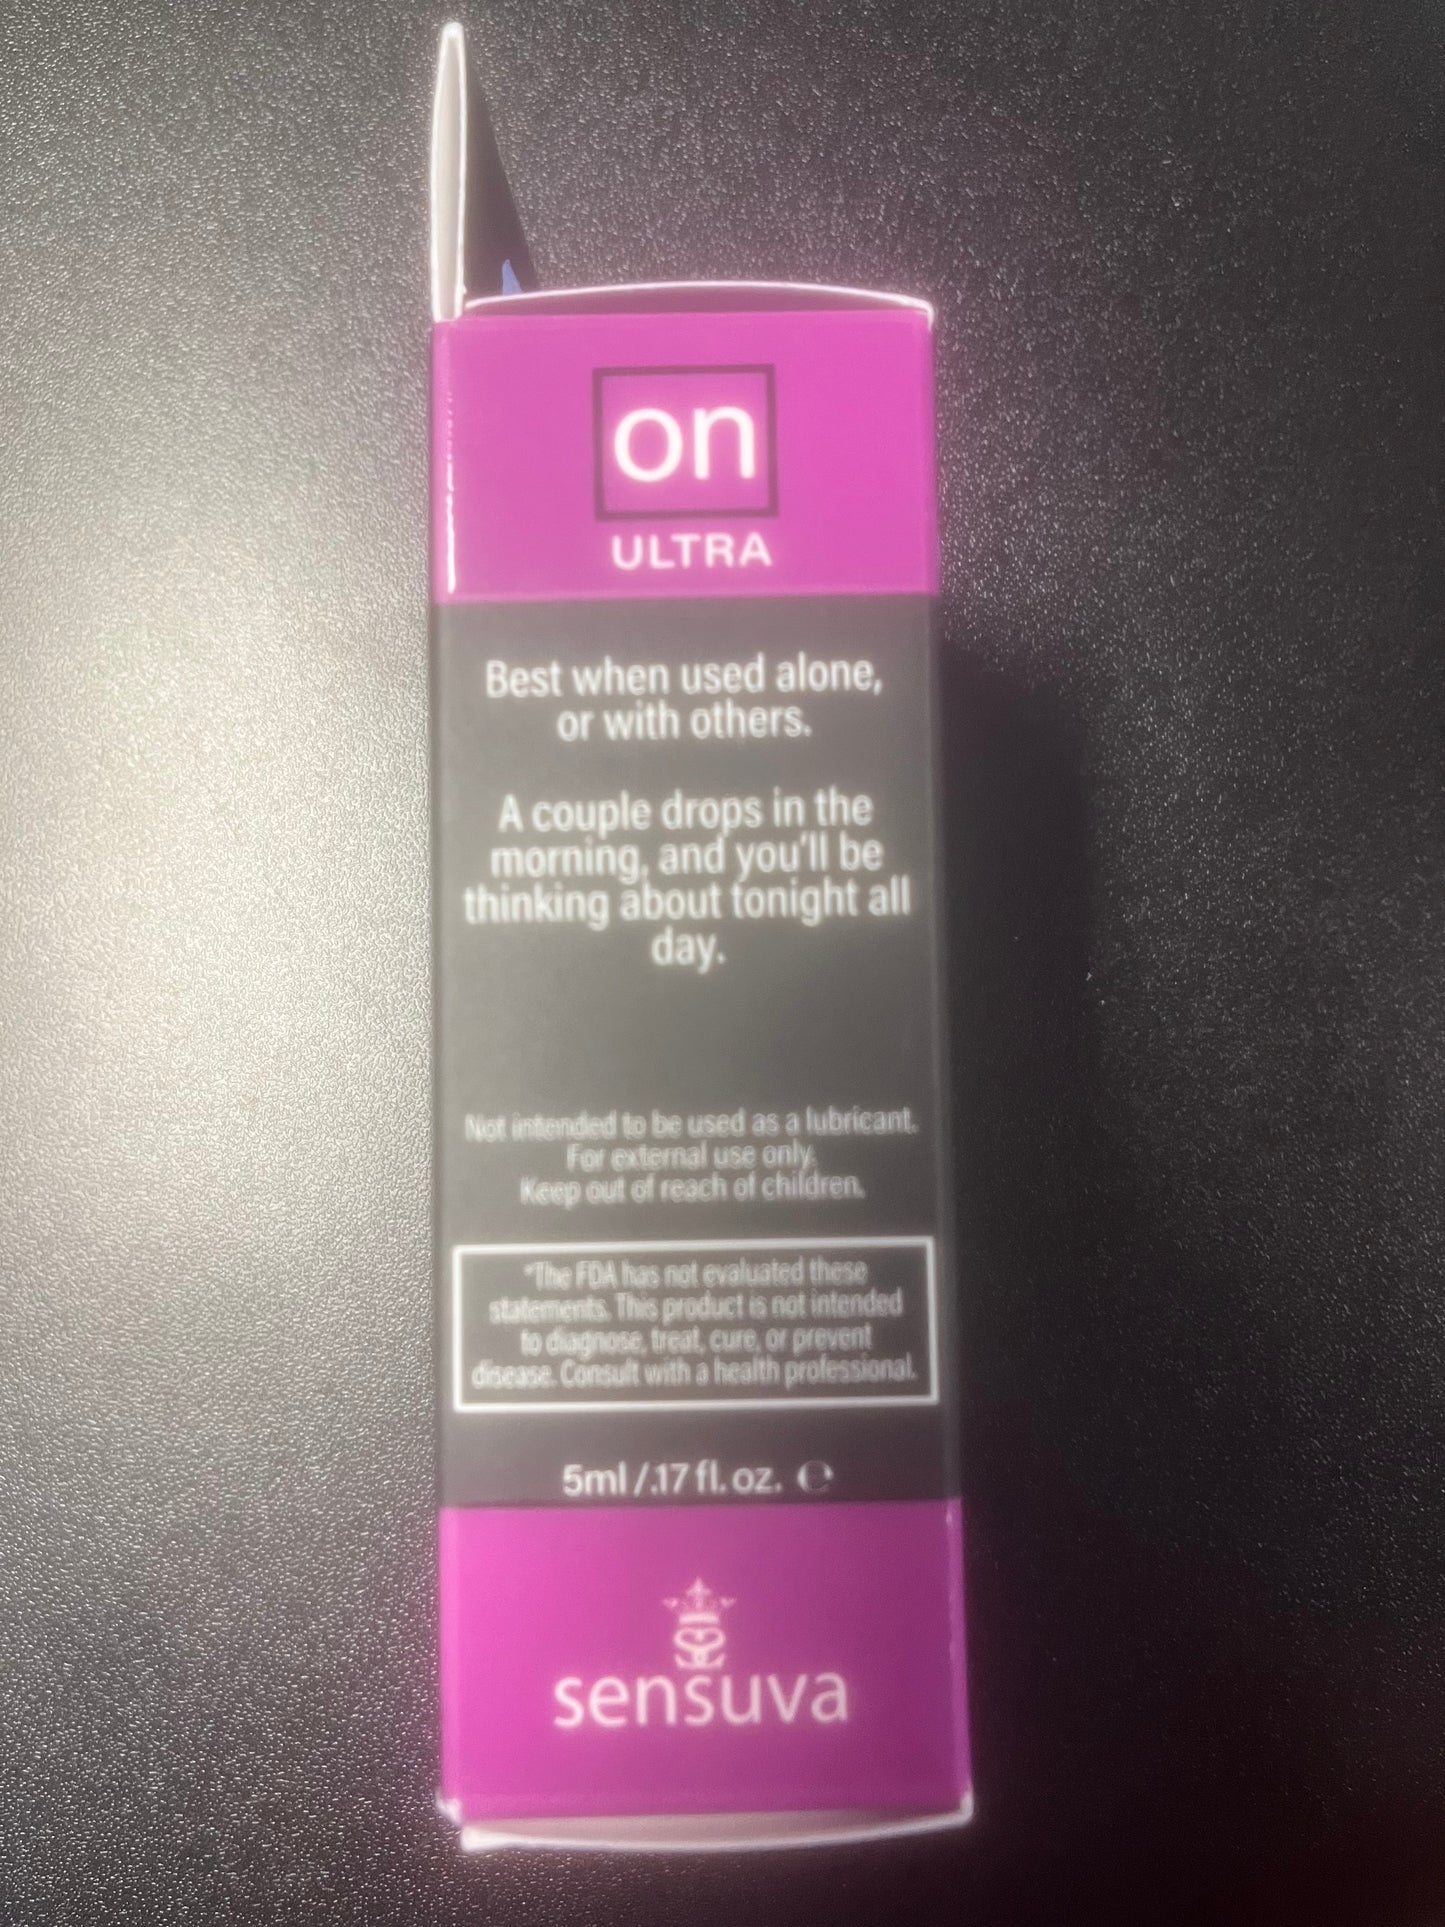 on
ULTRA
Best when used alone,
or with others.
A couple drops in the
morning, and you'll be
thinking about tonight all
day.
Not intended to be used as a lubricant.
For external use only.
Keep out of reach of children.
*The FDA has not evaluated these
statements. This product is not intended
to diagnose, treat, cure, or prevent
disease. Consult with a health professional.
5ml /.17 fl. oz. ℮
sensuva